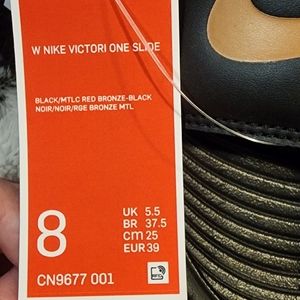 W NIKE VICTORI ONE SLIDE
BLACK/MTLC RED BRONZE-BLACK
NOIR/NOIR/RGE BRONZE MTL
8
UK 5.5
BR 37.5
cm 25
EUR 39
CN9677 001